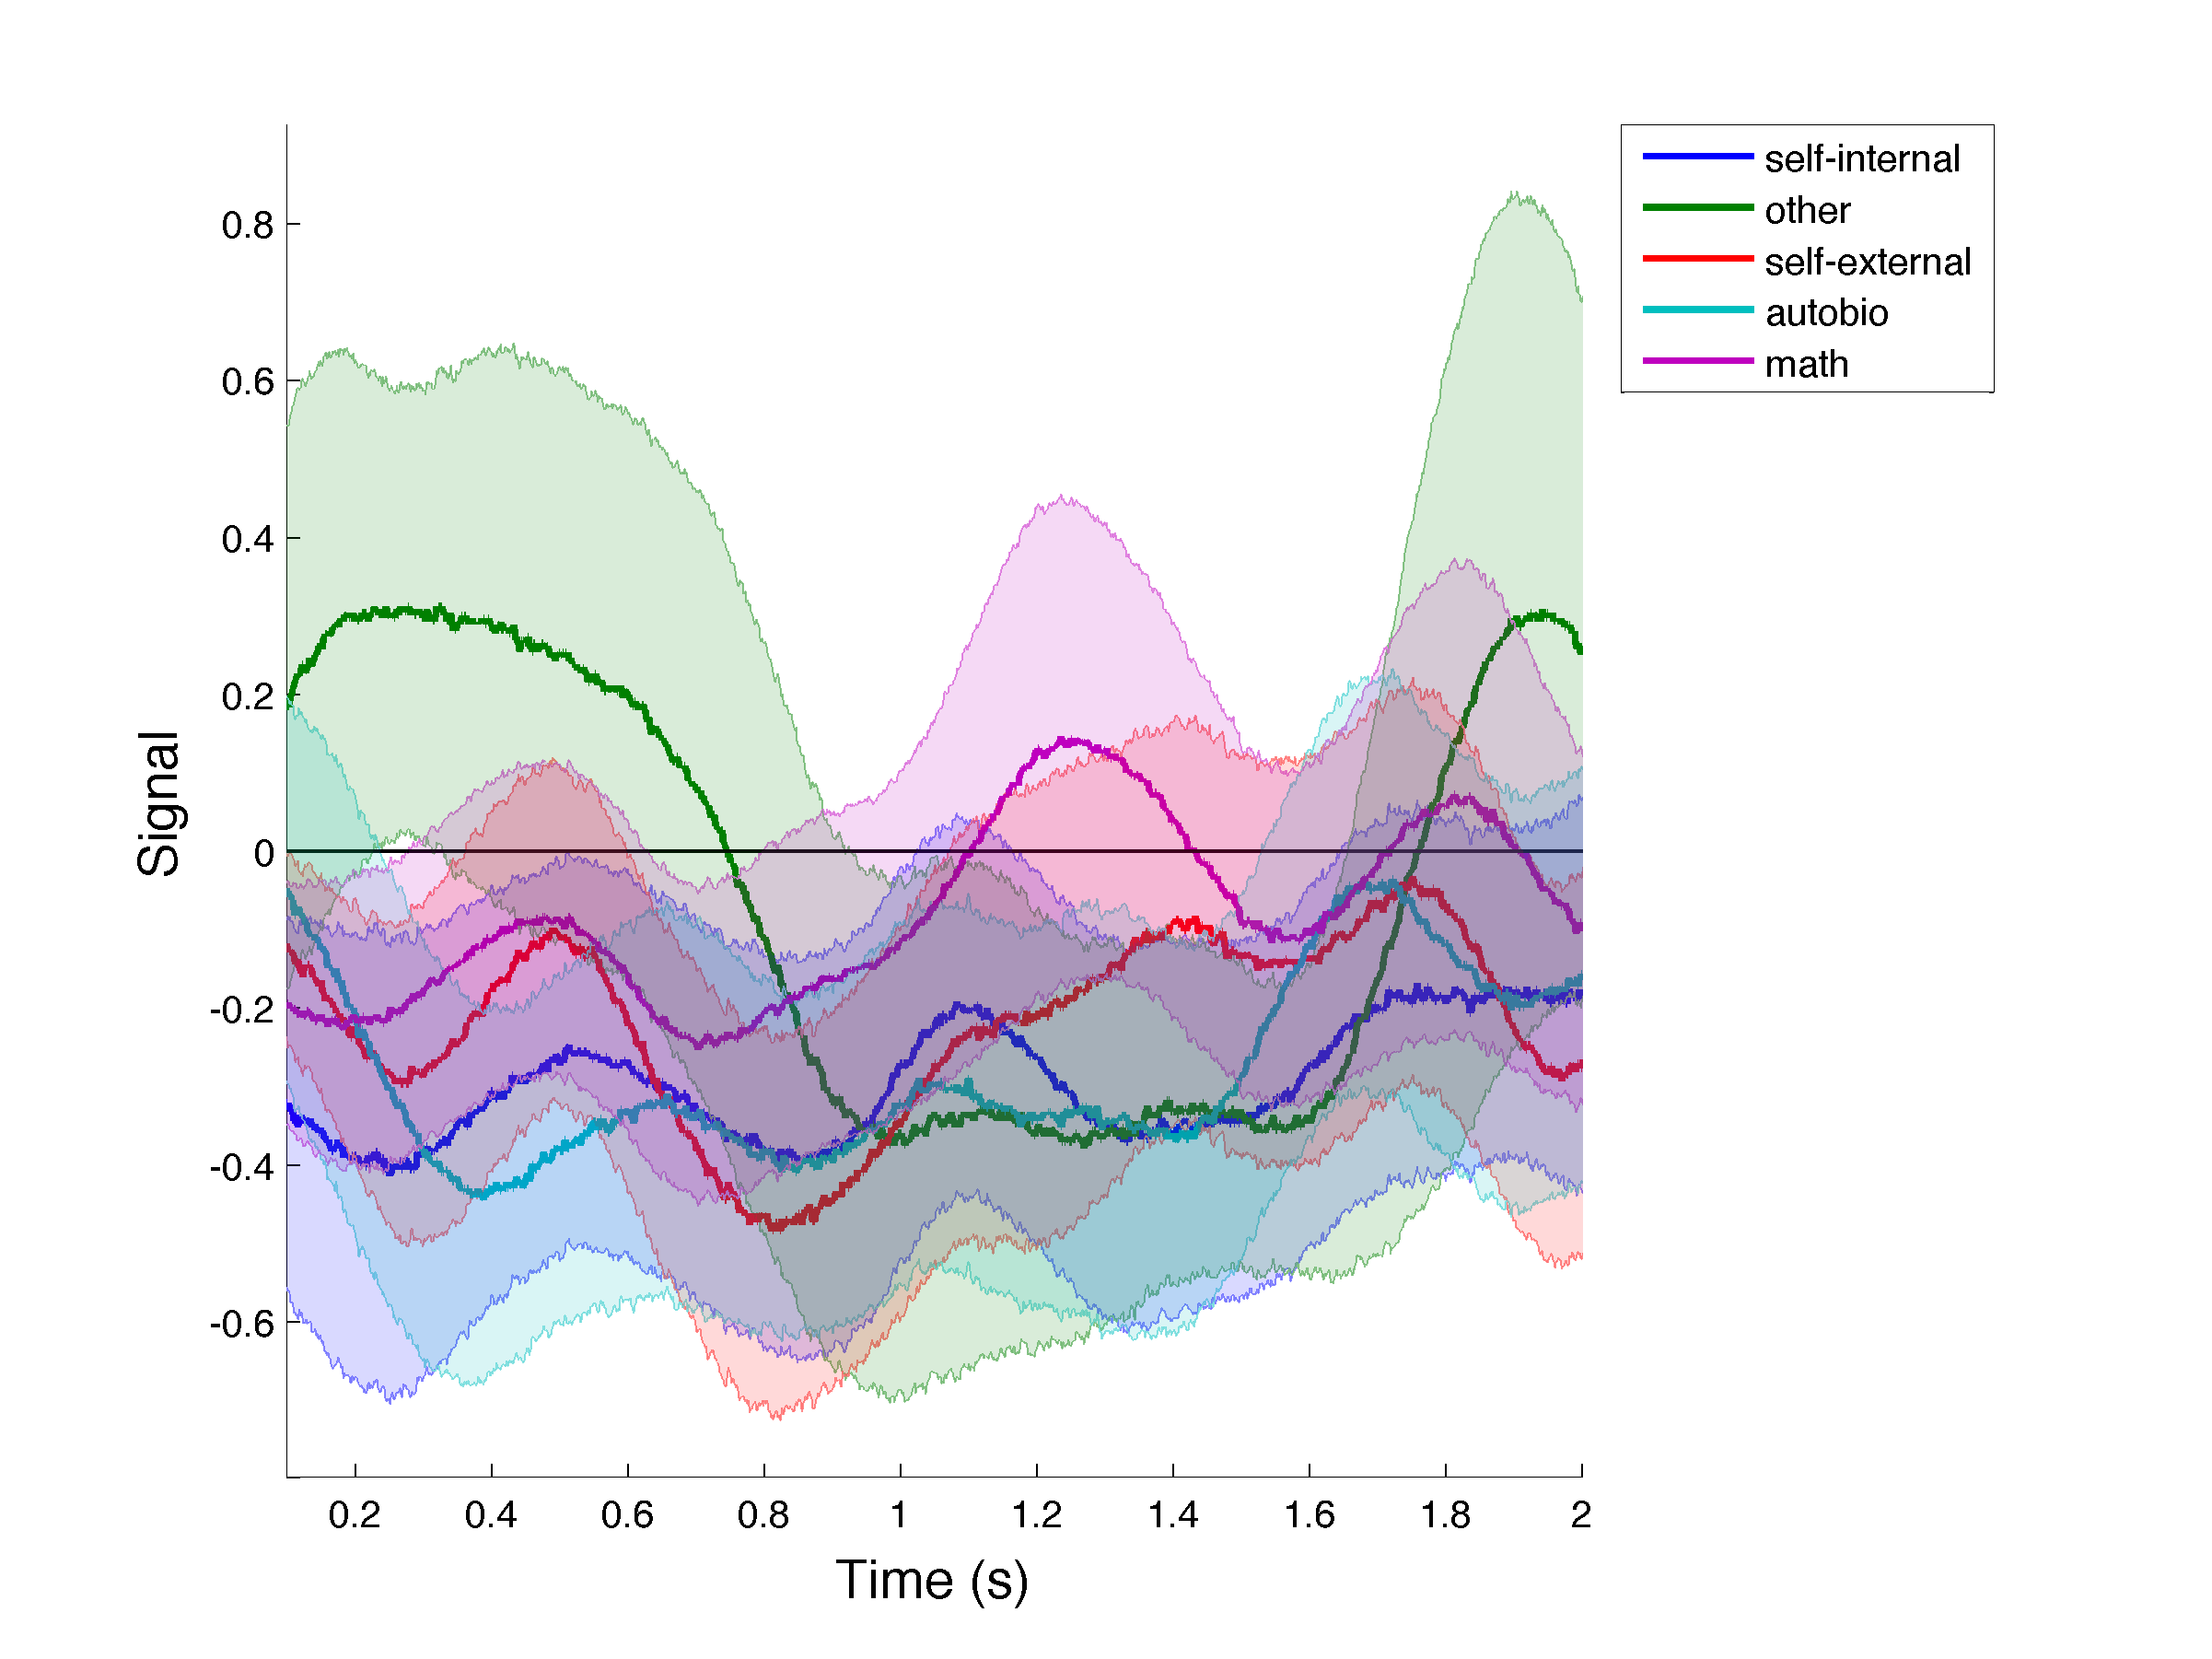 self-internal
other
self-external
autobio
math
0.8
0.6
0.4
0.2
0
-0.2
-0.4
-0.6
Signal
0.2 0.4 0.6 0.8 1 1.2 1.4 1.6 1.8 2
Time (s)